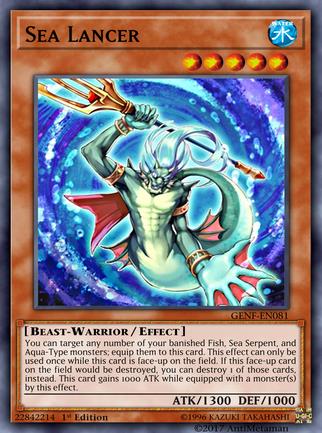 Sea Lancer
WATER
水
GENF-EN081
[Beast-Warrior / Effect]
You can target any number of your banished Fish, Sea Serpent, and
Aqua-Type monsters; equip them to this card. This effect can only be
used once while this card is face-up on the field. If this face-up card
on the field would be destroyed, you can destroy 1 of those cards,
instead. This card gains 1000 ATK while equipped with a monster(s)
by this effect.
ATK/1300 DEF/1000
22842214 1st Edition ©1996 KAZUKI TAKAHASHI
©2017 AntiMetaman